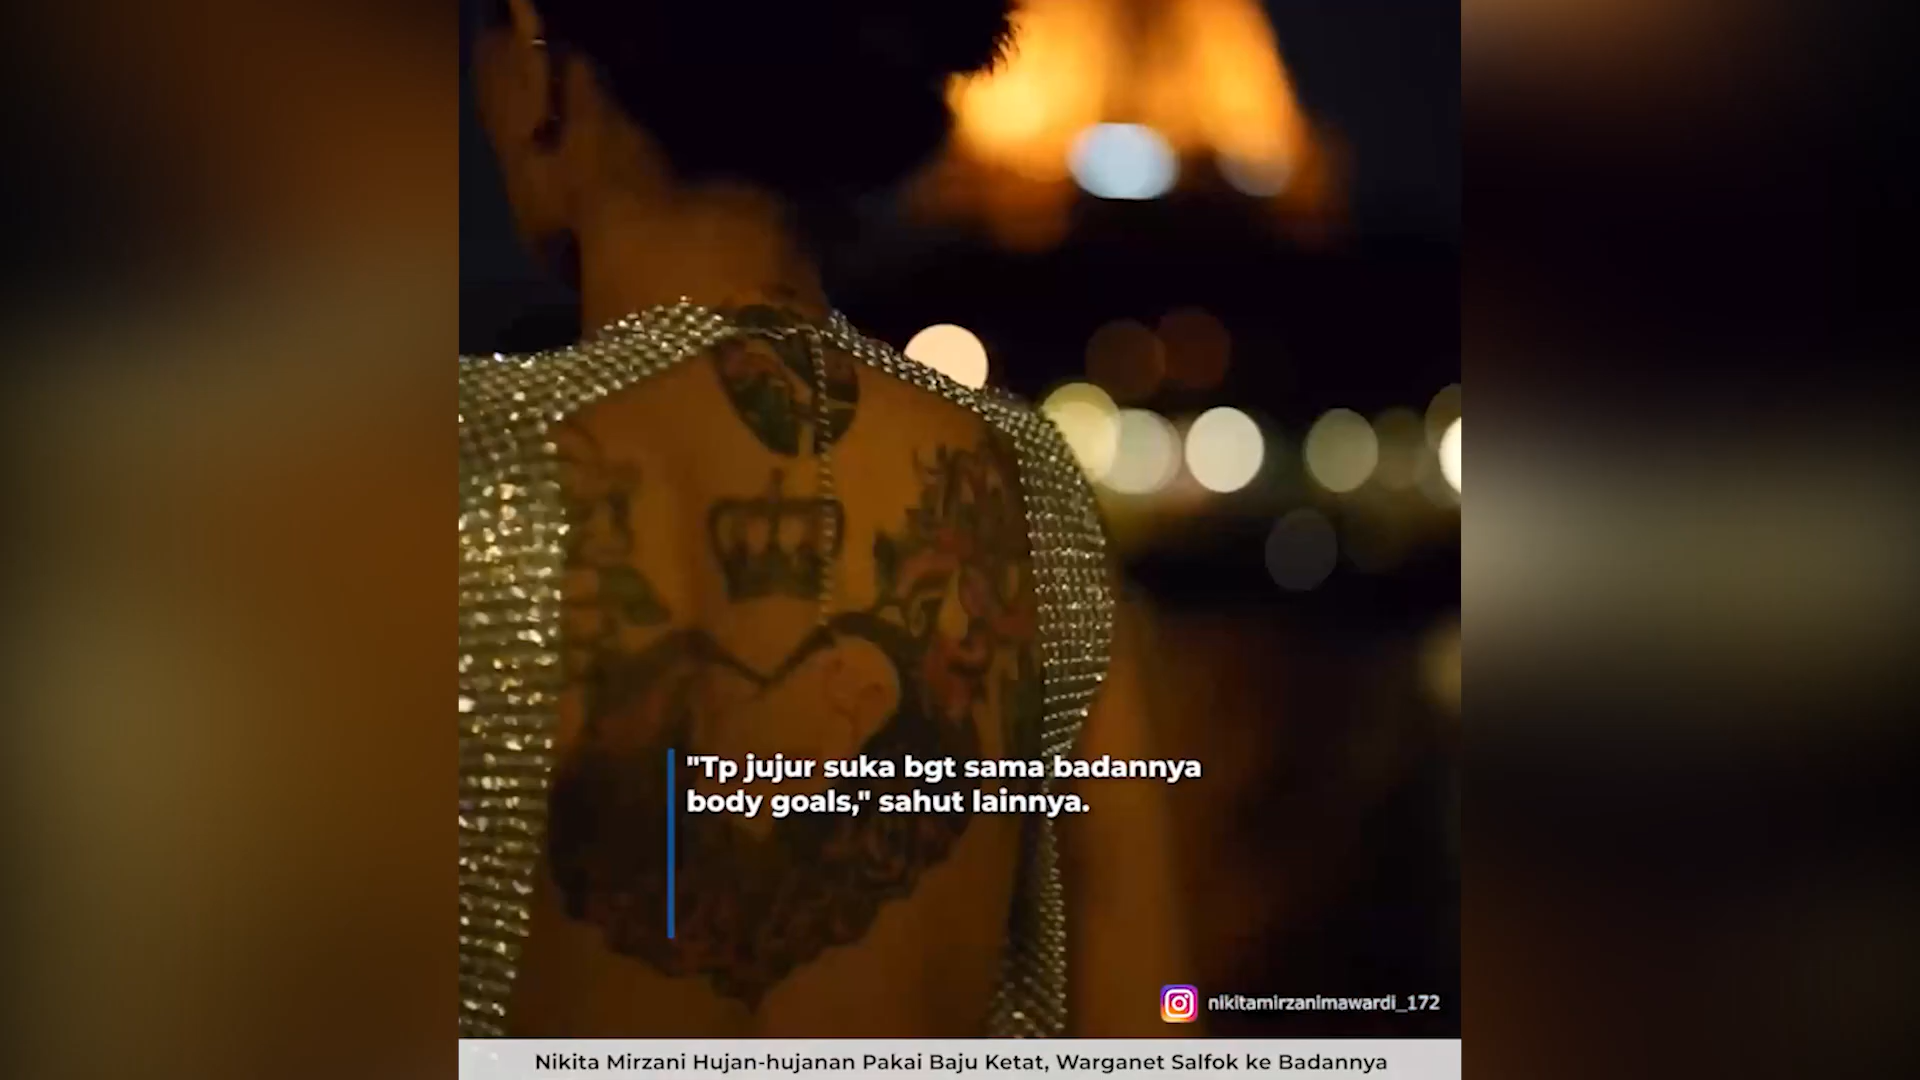 "Tp jujur suka bgt sama badannya
body goals," sahut lainnya.
nikitamirzanimawardi_172
Nikita Mirzani Hujan-hujanan Pakai Baju Ketat, Warganet Salfok ke Badannya